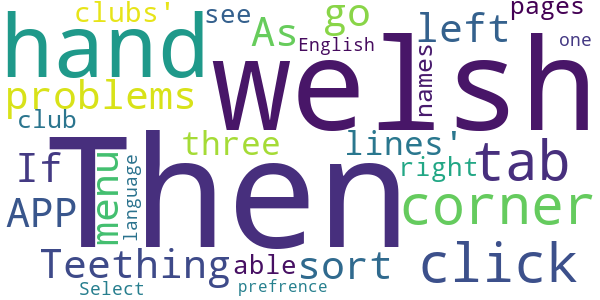 clubs' see go pages
hand As left English one
welsh names
problems
club three lines' right tab
If menu language Then corner
APP
Teething able sort click
Select prefrence